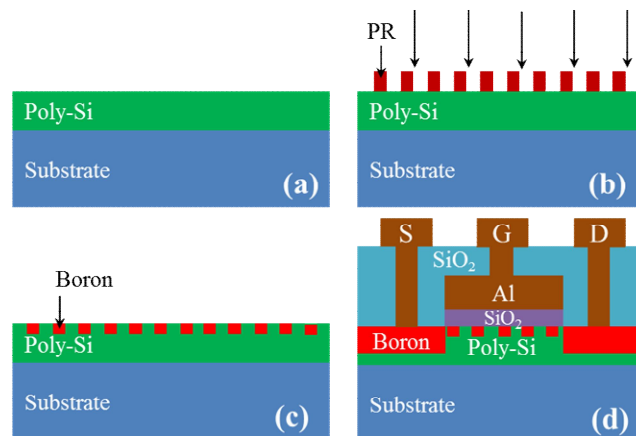 Poly-Si
Substrate
(a)
PR
Poly-Si
Substrate
(b)
Boron
Poly-Si
Substrate
(c)
S
G
D
SiO₂
Al
SiO₂
Boron
Poly-Si
Substrate
(d)